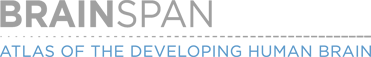 BRAINSPAN
ATLAS OF THE DEVELOPING HUMAN BRAIN